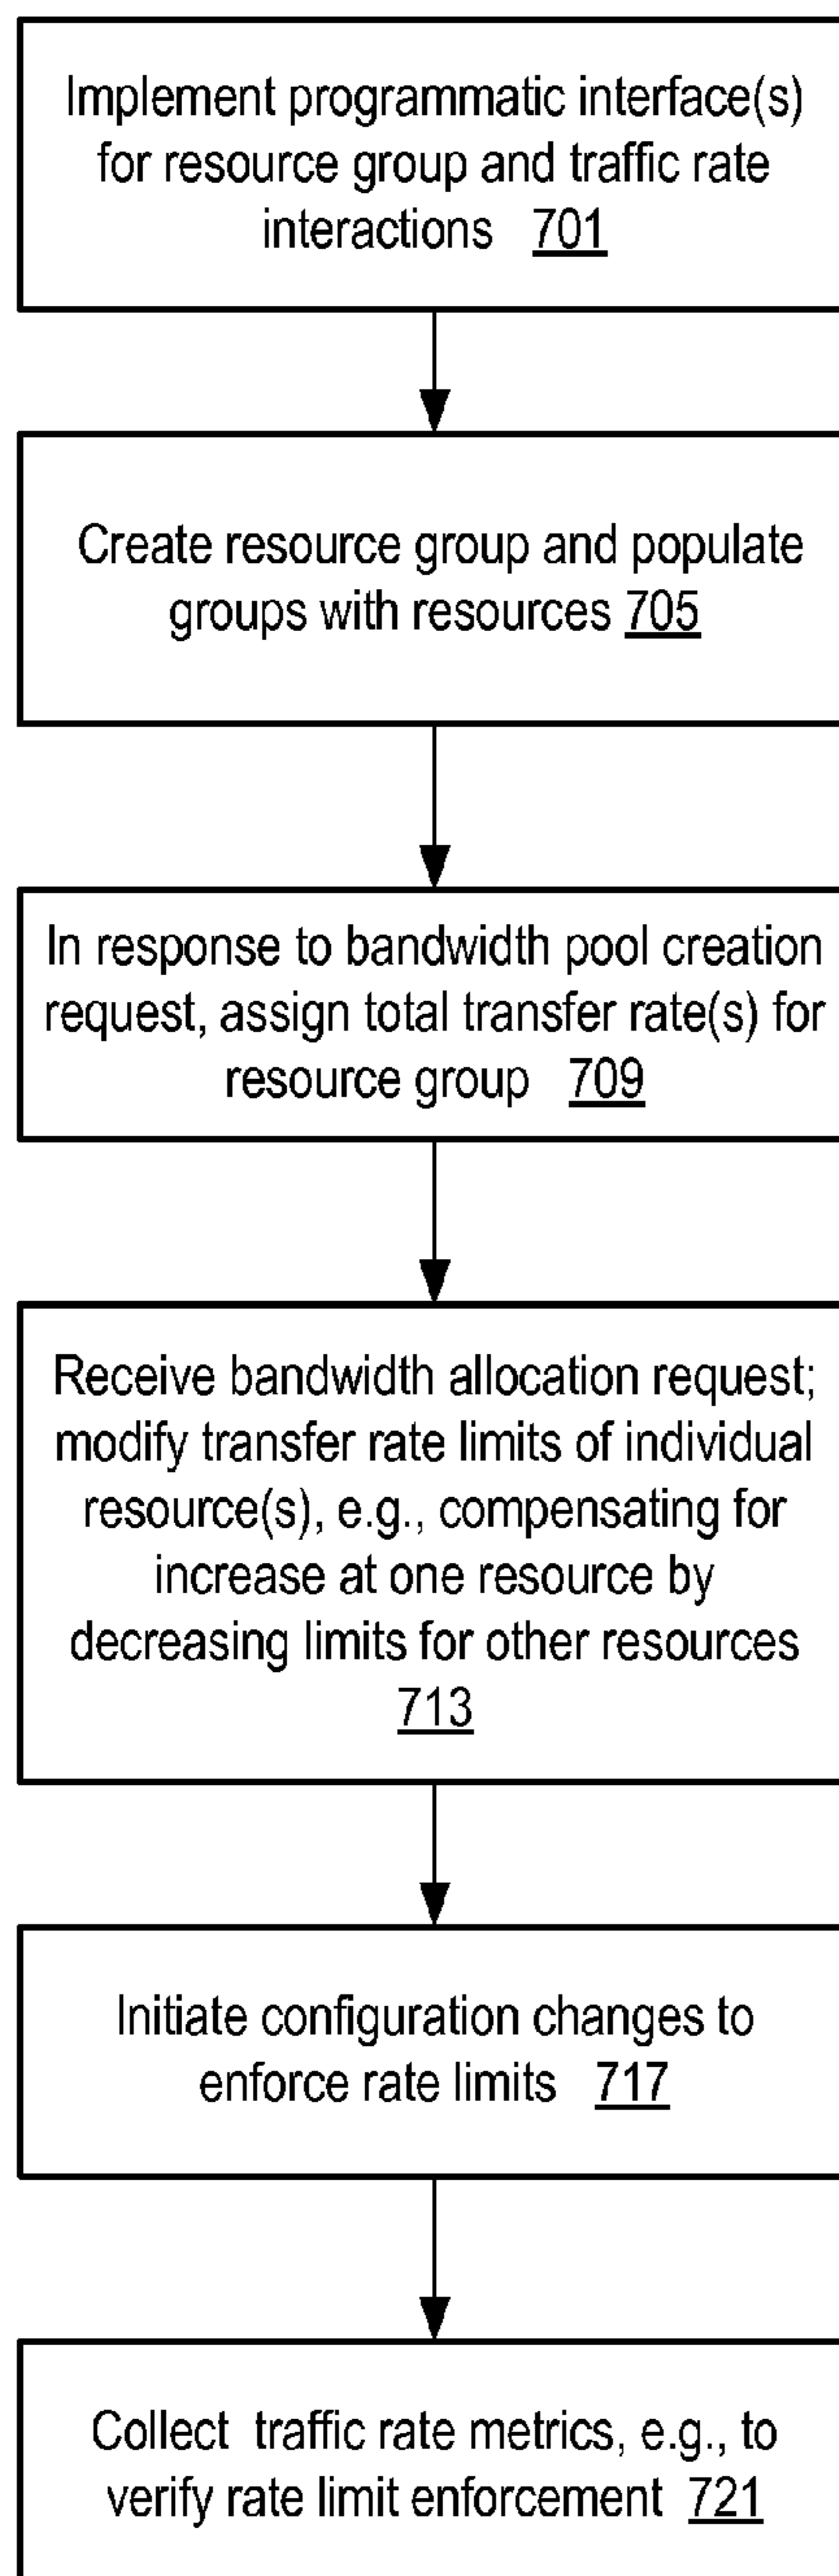 Implement programmatic interface(s)
for resource group and traffic rate
interactions 701
Create resource group and populate
groups with resources 705
In response to bandwidth pool creation
request, assign total transfer rate(s) for
resource group 709
Receive bandwidth allocation request;
modify transfer rate limits of individual
resource(s), e.g., compensating for
increase at one resource by
decreasing limits for other resources
713
Initiate configuration changes to
enforce rate limits 717
Collect traffic rate metrics, e.g., to
verify rate limit enforcement 721